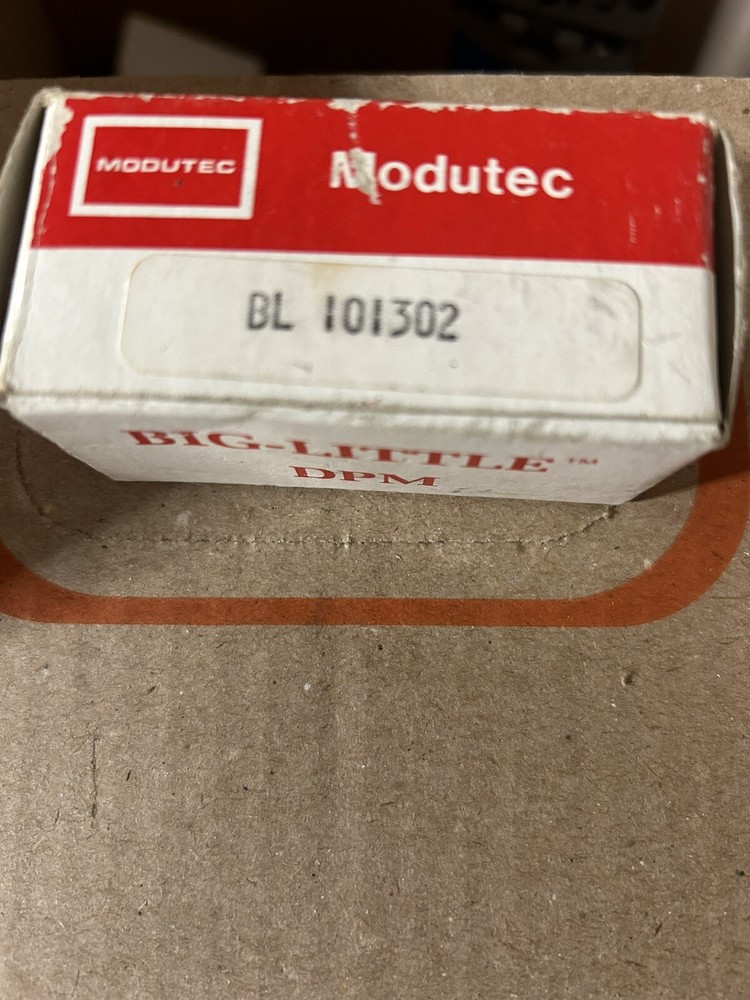 MODUTEC
Modutec
BL 101302
BIG-LITTLE™
DPM